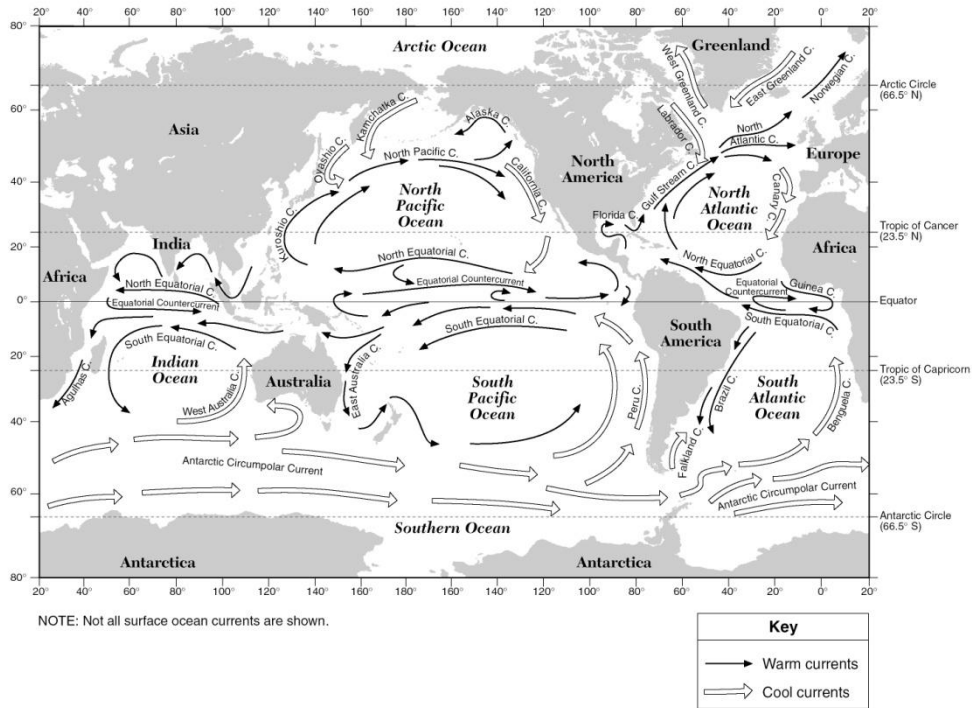 20° 40° 60° 80° 100° 120° 140° 160° 180° 160° 140° 120° 100° 80° 60° 40° 20° 0° 20°
80° 80°
Arctic Ocean
Greenland
West Greenland C.
East Greenland C.
Norwegian C.
Arctic Circle
(66.5° N)
60°
Kamchatka C.
Alaska C.
Labrador C.
North
Atlantic C.
Asia
Oyashio C.
North Pacific C.
North
America
Europe
California C.
Gulf Stream C.
40° 40°
North
Pacific
Ocean
North
Atlantic
Ocean
Canary C.
Kuroshio C.
Florida C.
Tropic of Cancer
(23.5° N)
20° 20°
India
Africa
Africa
North Equatorial C.
North Equatorial C.
North Equatorial C.
Equatorial Countercurrent
Equatorial Countercurrent
Equatorial
Countercurrent
Guinea C.
0° Equator
South Equatorial C.
South Equatorial C.
South Equatorial C.
South
America
20° 20°
Indian
Ocean
Agulhas C.
West Australia C.
Australia
East Australia C.
South
Pacific
Ocean
Peru C.
Brazil C.
South
Atlantic
Ocean
Benguela C.
Tropic of Capricorn
(23.5° S)
40° 40°
Falkland C.
Antarctic Circumpolar Current
Antarctic Circumpolar Current
60° 60°
Southern Ocean
Antarctic Circle
(66.5° S)
Antarctica
Antarctica
80° 80°
20° 40° 60° 80° 100° 120° 140° 160° 180° 160° 140° 120° 100° 80° 60° 40° 20° 0° 20°
NOTE: Not all surface ocean currents are shown.
Key
Warm currents
Cool currents